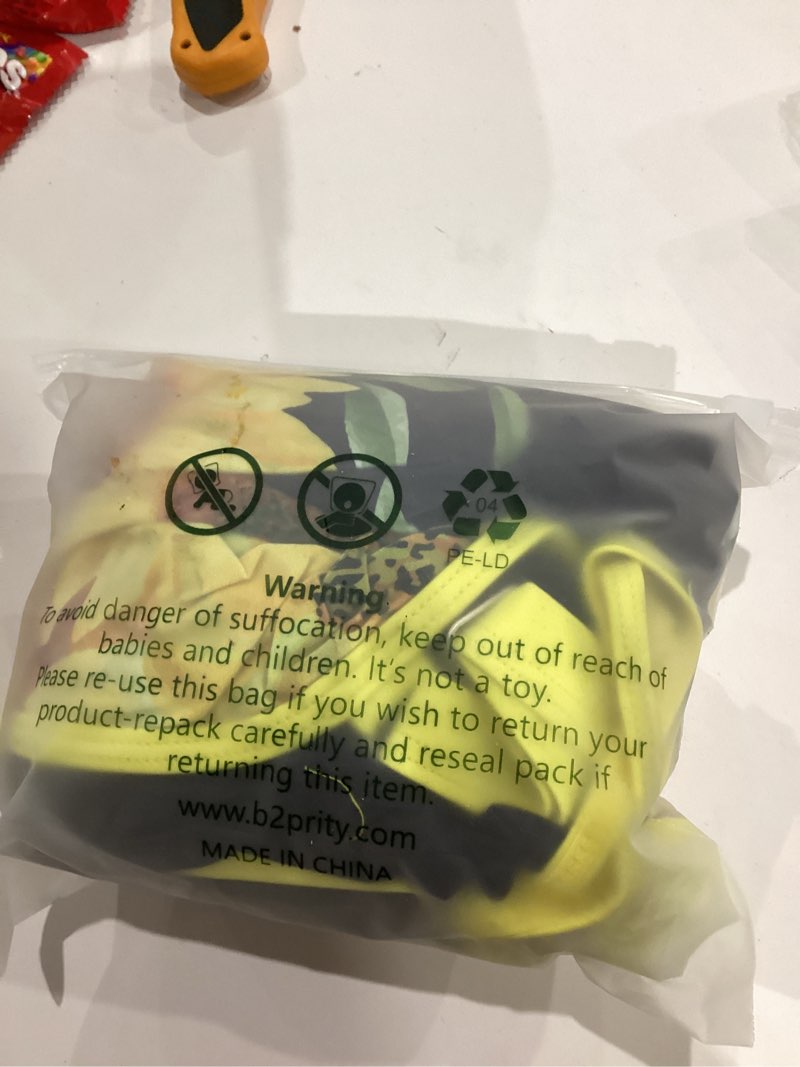 04
PE-LD
Warning
To avoid danger of suffocation, keep out of reach of
babies and children. It's not a toy.
Please re-use this bag if you wish to return your
product-repack carefully and reseal pack if
returning this item.
www.b2prity.com
MADE IN CHINA